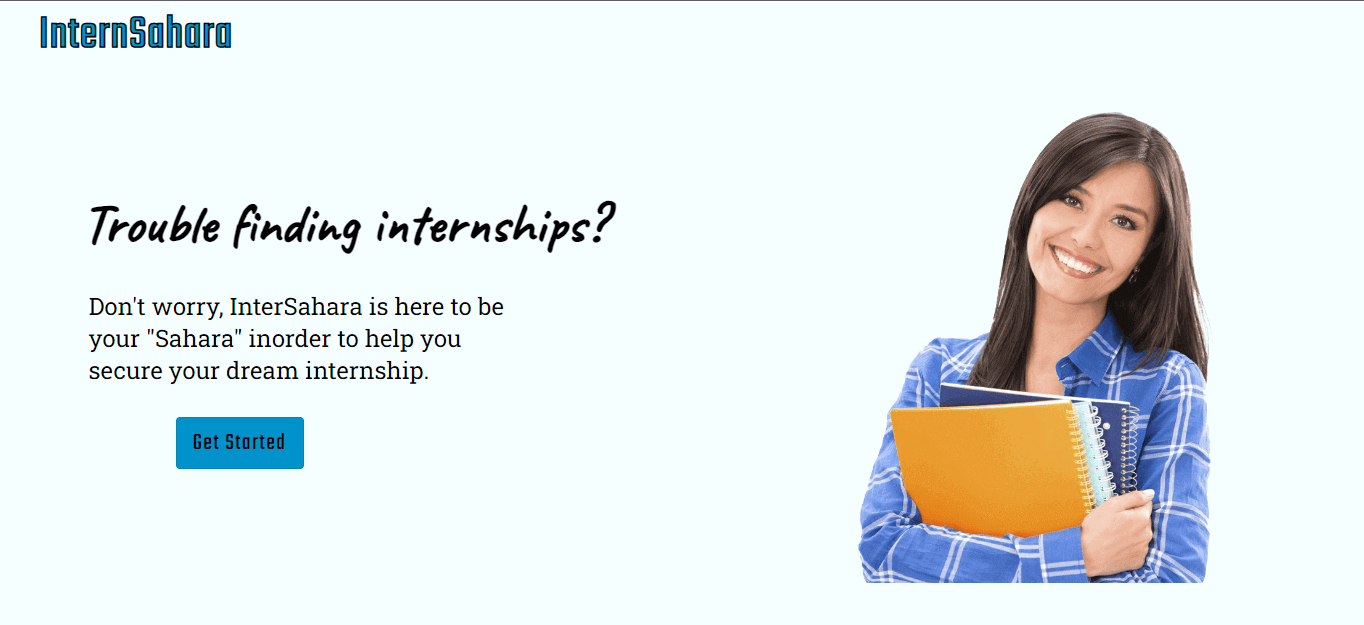 InternSahara
Trouble finding internships?
Don't worry, InterSahara is here to be
your "Sahara" inorder to help you
secure your dream internship.
Get Started